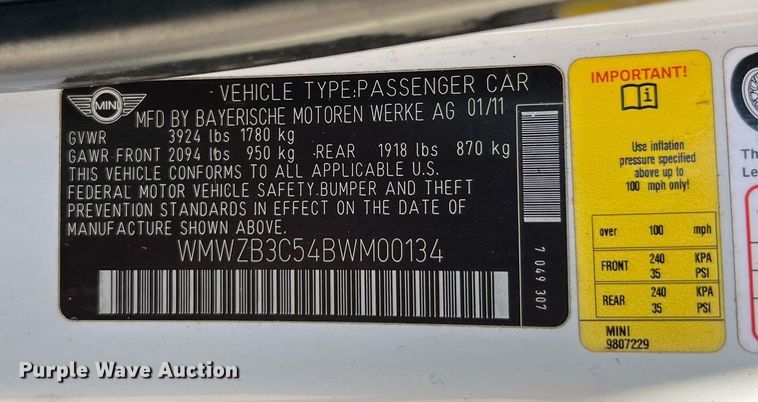 MINI
VEHICLE TYPE:PASSENGER CAR
MFD BY BAYERISCHE MOTOREN WERKE AG 01/11
GVWR 3924 lbs 1780 kg
GAWR-FRONT 2094 lbs 950 kg -REAR 1918 lbs 870 kg
THIS VEHICLE CONFORMS TO ALL APPLICABLE U.S.
FEDERAL MOTOR VEHICLE SAFETY.BUMPER AND THEFT
PREVENTION STANDARDS IN EFFECT ON THE DATE OF
MANUFACTURE SHOWN ABOVE.
WMWZB3C54BWM00134
7 049 307
IMPORTANT!
i
Use inflation
pressure specified
above up to
100 mph only!
over 100 mph
FRONT 240 KPA
35 PSI
REAR 240 KPA
35 PSI
MINI
9807229
Th
Le
Purple Wave Auction